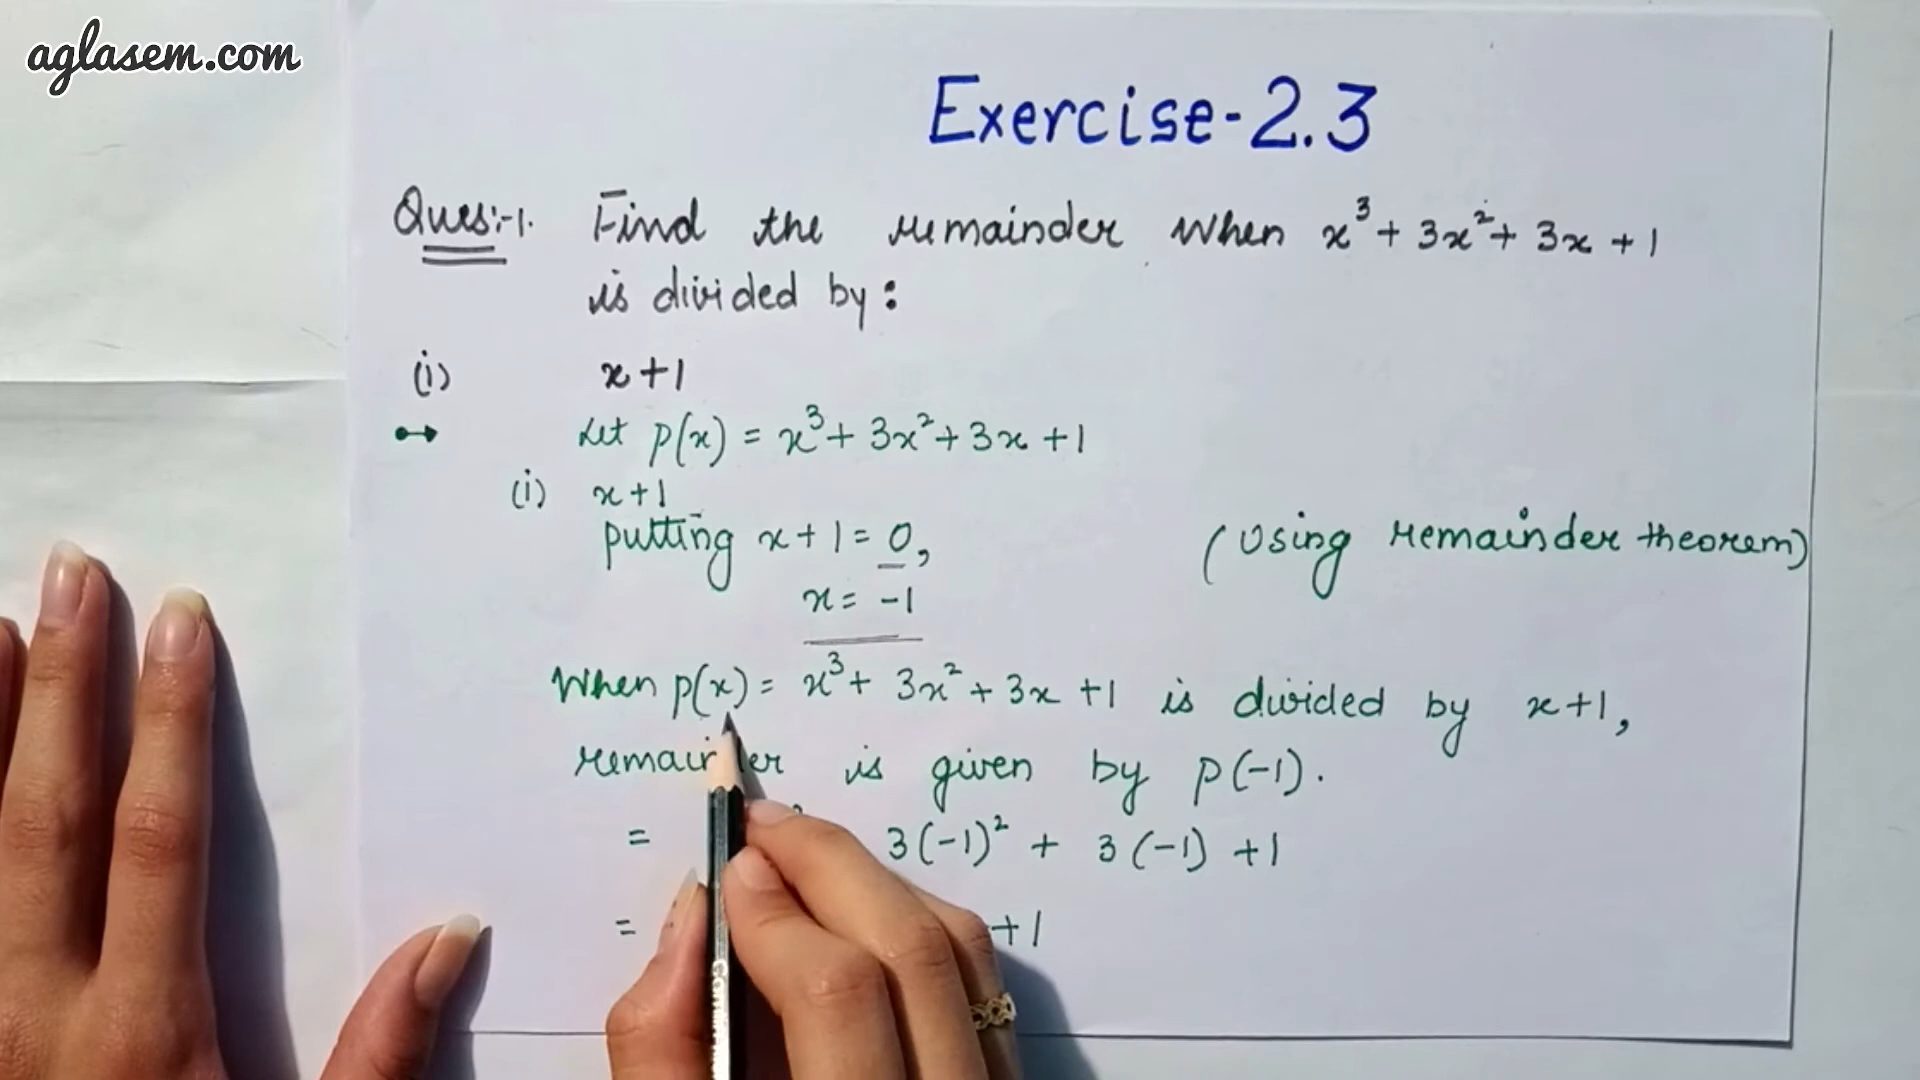 aglasem.com
Exercise-2.3
Ques:-1. Find the remainder when x³ + 3x² + 3x + 1
is divided by:
(i) x+1
Let p(x) = x³ + 3x² + 3x + 1
(i) x+1
putting x+1 = 0, (Using remainder theorem)
x = -1
When p(x) = x³ + 3x² + 3x + 1 is divided by x+1,
is given by p(-1).
= 3(-1)² + 3(-1) + 1
= +1